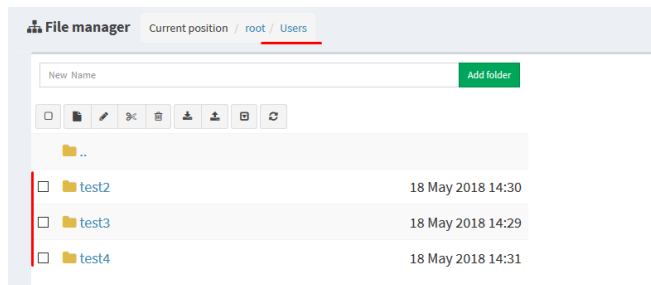 File manager Current position / root / Users
New Name Add folder
..
test2 18 May 2018 14:30
test3 18 May 2018 14:29
test4 18 May 2018 14:31